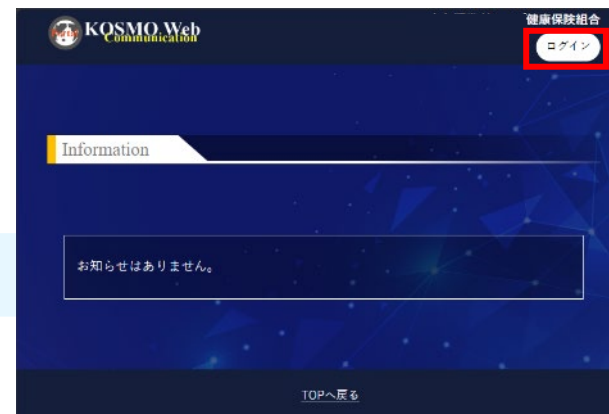 KOSMO Web
Communication
健康保険組合
ログイン
Information
お知らせはありません。
TOPへ戻る